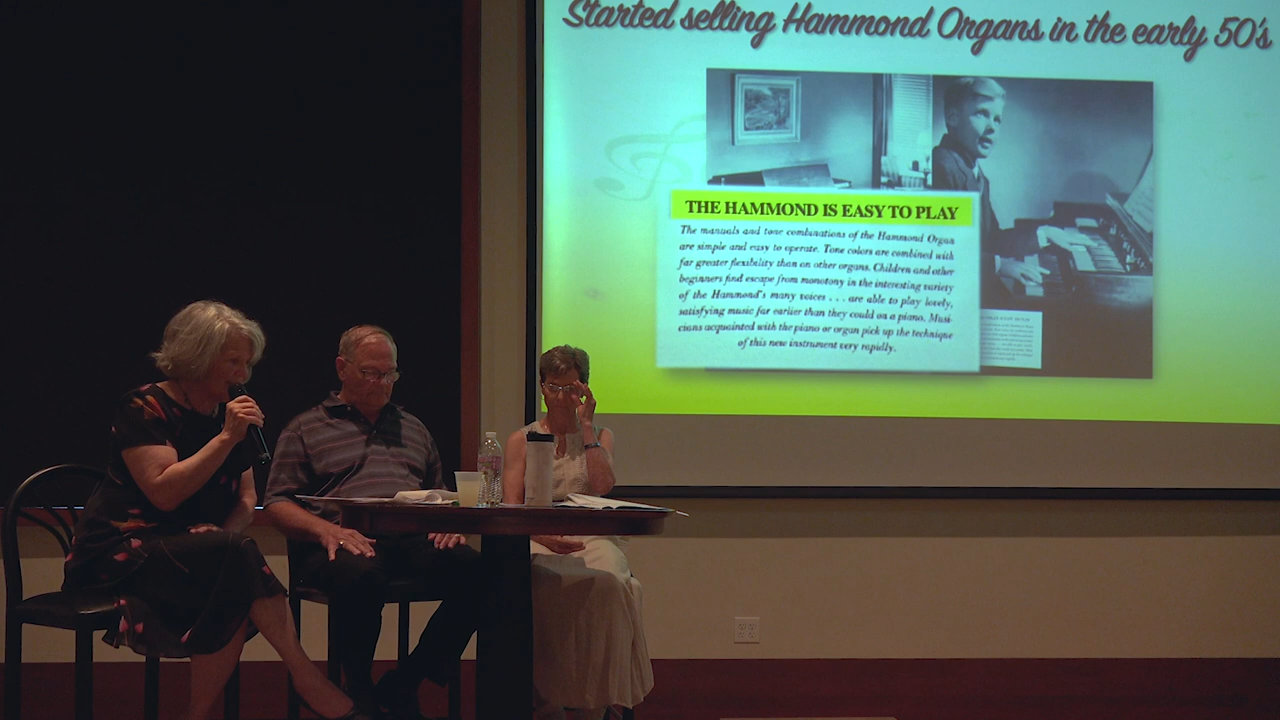 Started selling Hammond Organs in the early 50's
THE HAMMOND IS EASY TO PLAY
The manuals and tone combinations of the Hammond Organ
are simple and easy to operate. Tone colors are combined with
far greater flexibility than on other organs. Children and other
beginners find escape from monotony in the interesting variety
of the Hammond's many voices . . . are able to play lovely,
satisfying music far earlier than they could on a piano. Musi-
cians acquainted with the piano or organ pick up the technique
of this new instrument very rapidly.